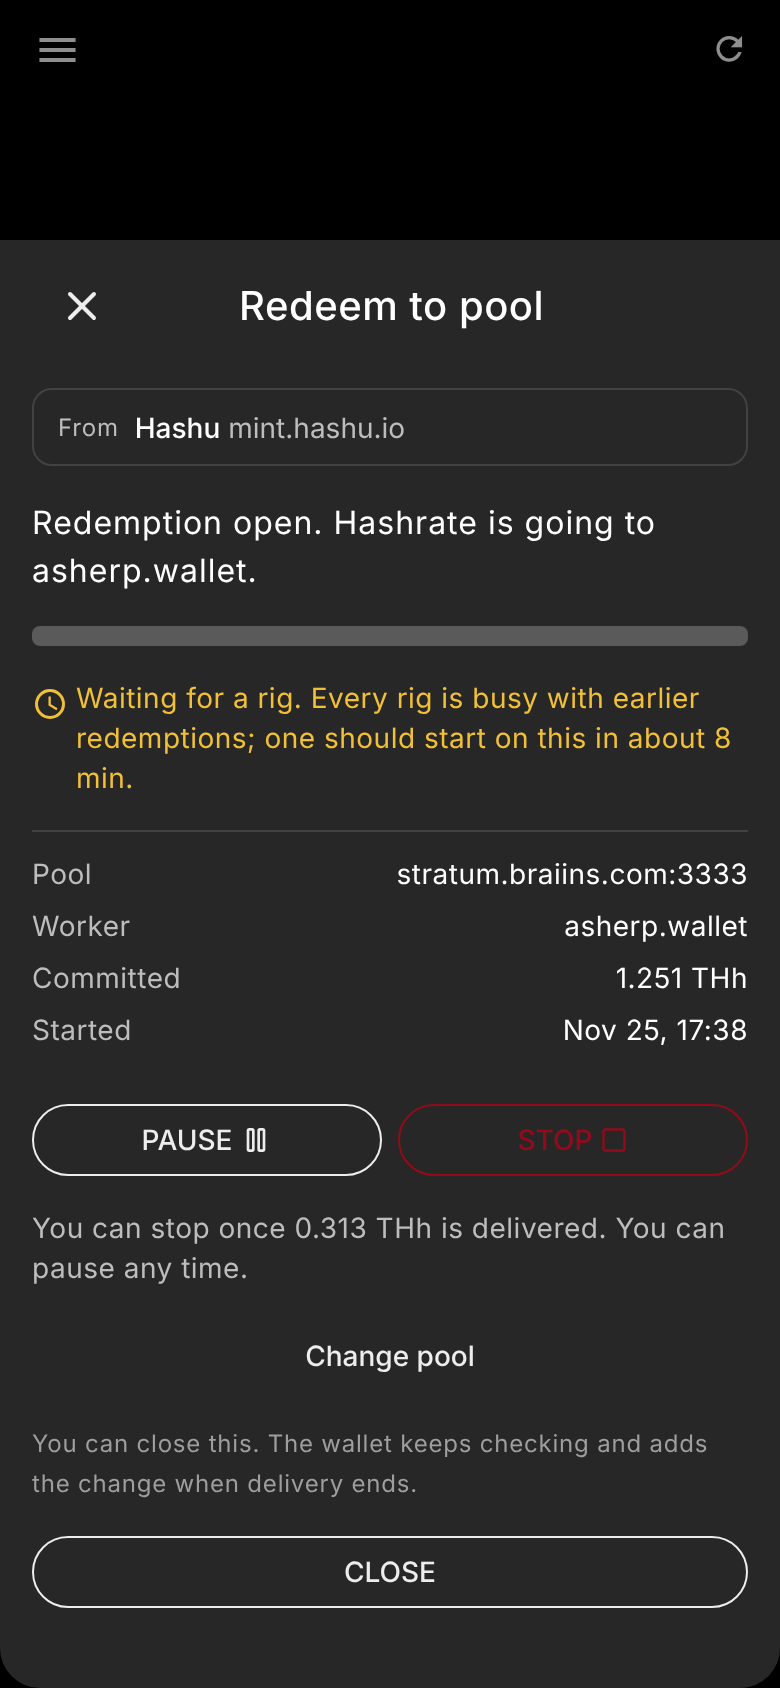 Redeem to pool
From Hashu mint.hashu.io
Redemption open. Hashrate is going to
asherp.wallet.
Waiting for a rig. Every rig is busy with earlier
redemptions; one should start on this in about 8
min.
Pool stratum.braiins.com:3333
Worker asherp.wallet
Committed 1.251 THh
Started Nov 25, 17:38
PAUSE STOP
You can stop once 0.313 THh is delivered. You can
pause any time.
Change pool
You can close this. The wallet keeps checking and adds
the change when delivery ends.
CLOSE